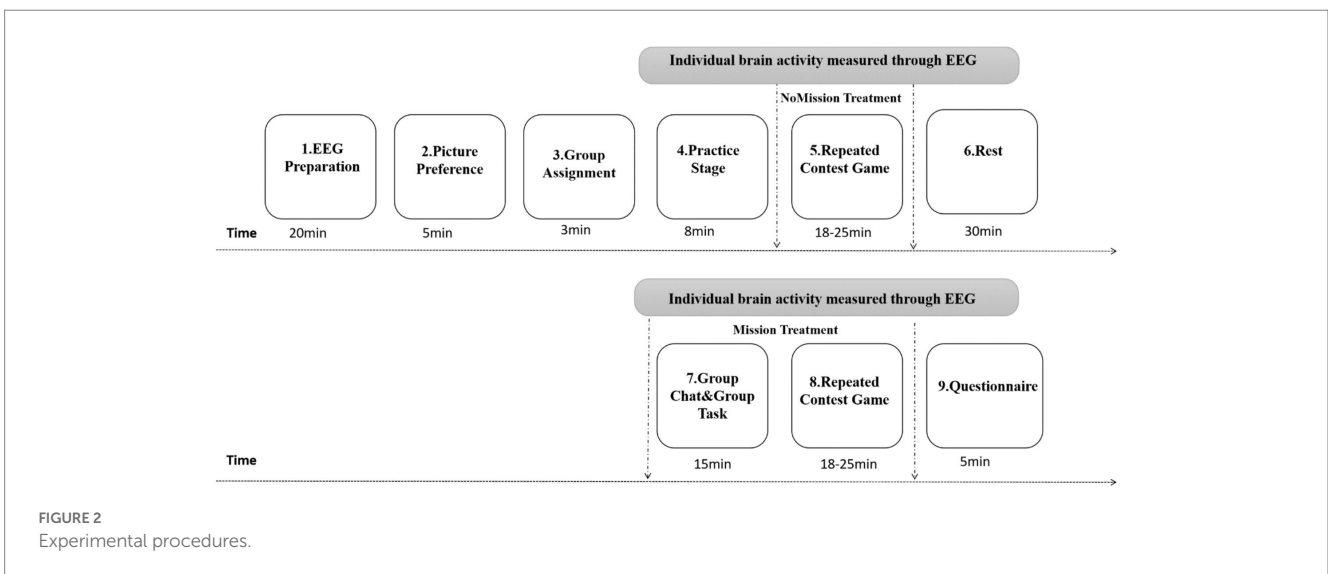 Individual brain activity measured through EEG
NoMission Treatment
1.EEG
Preparation
2.Picture
Preference
3.Group
Assignment
4.Practice
Stage
5.Repeated
Contest Game
6.Rest
Time 20min 5min 3min 8min 18-25min 30min
Individual brain activity measured through EEG
Mission Treatment
7.Group
Chat&Group
Task
8.Repeated
Contest Game
9.Questionnaire
Time 15min 18-25min 5min
FIGURE 2
Experimental procedures.